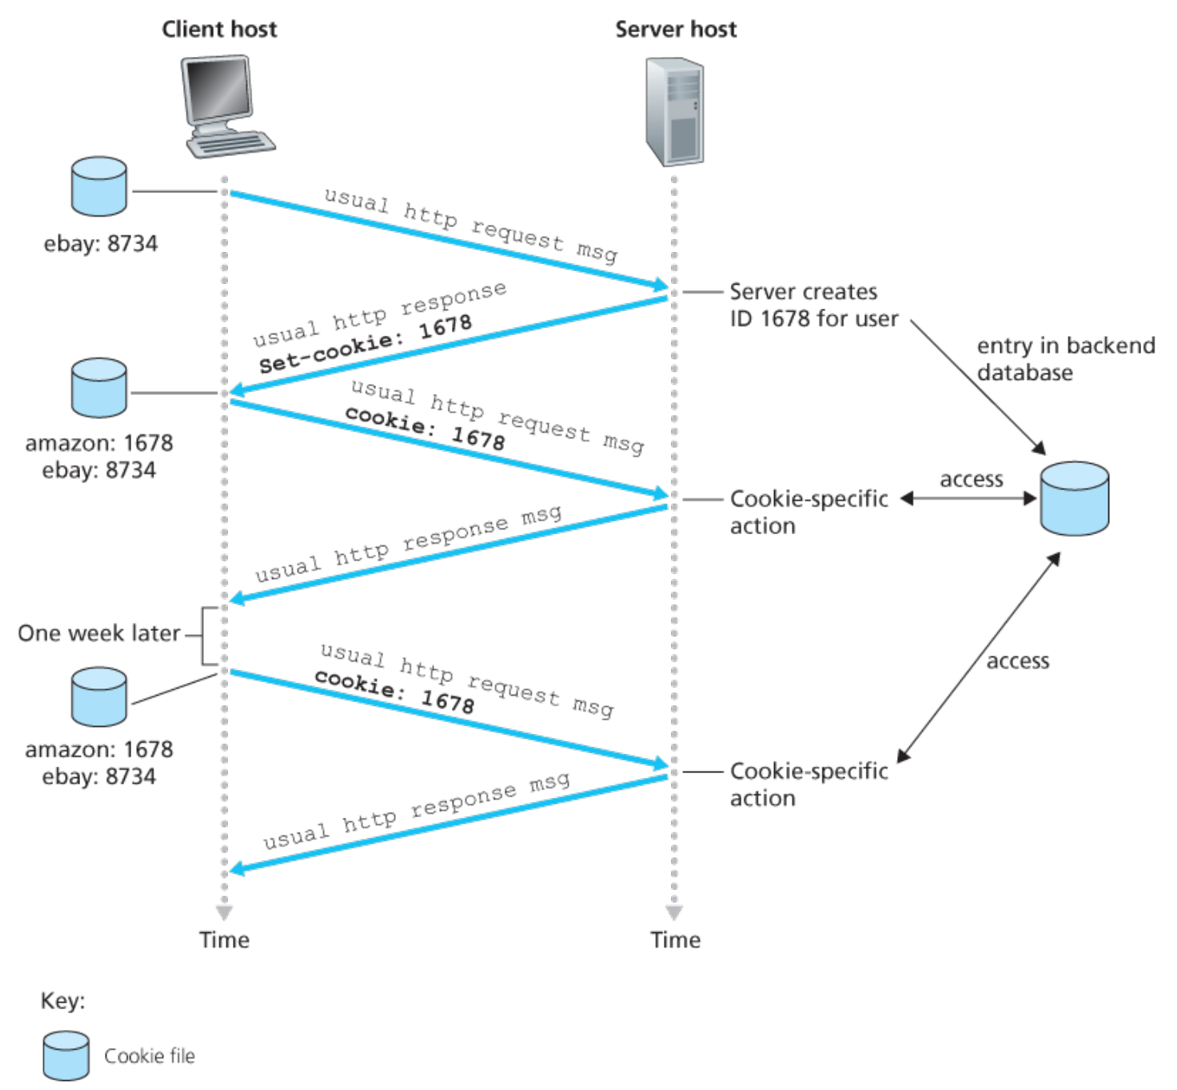 Client host
Server host
ebay: 8734
usual http request msg
Server creates
ID 1678 for user
entry in backend
database
usual http response
Set-cookie: 1678
amazon: 1678
ebay: 8734
usual http request msg
cookie: 1678
Cookie-specific
action
access
usual http response msg
One week later
amazon: 1678
ebay: 8734
usual http request msg
cookie: 1678
access
Cookie-specific
action
usual http response msg
Time
Time
Key:
Cookie file